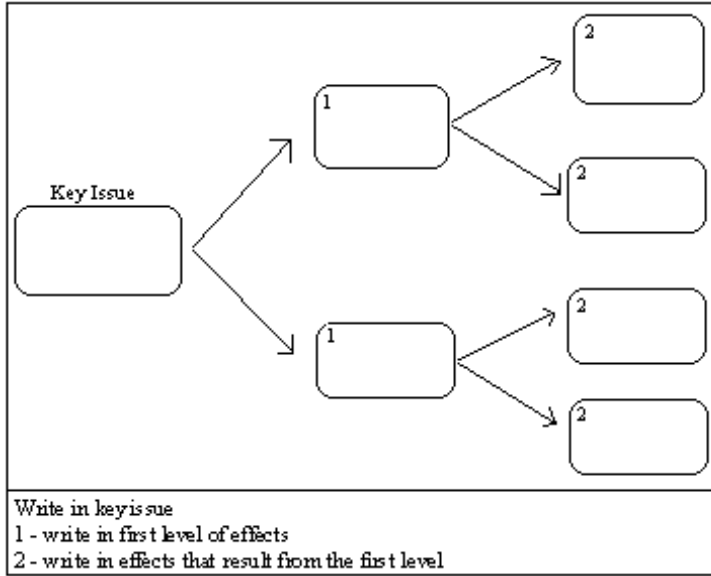 2
1
2
Key Issue
2
1
2
Write in key issue
1 - write in first level of effects
2 - write in effects that result from the first level